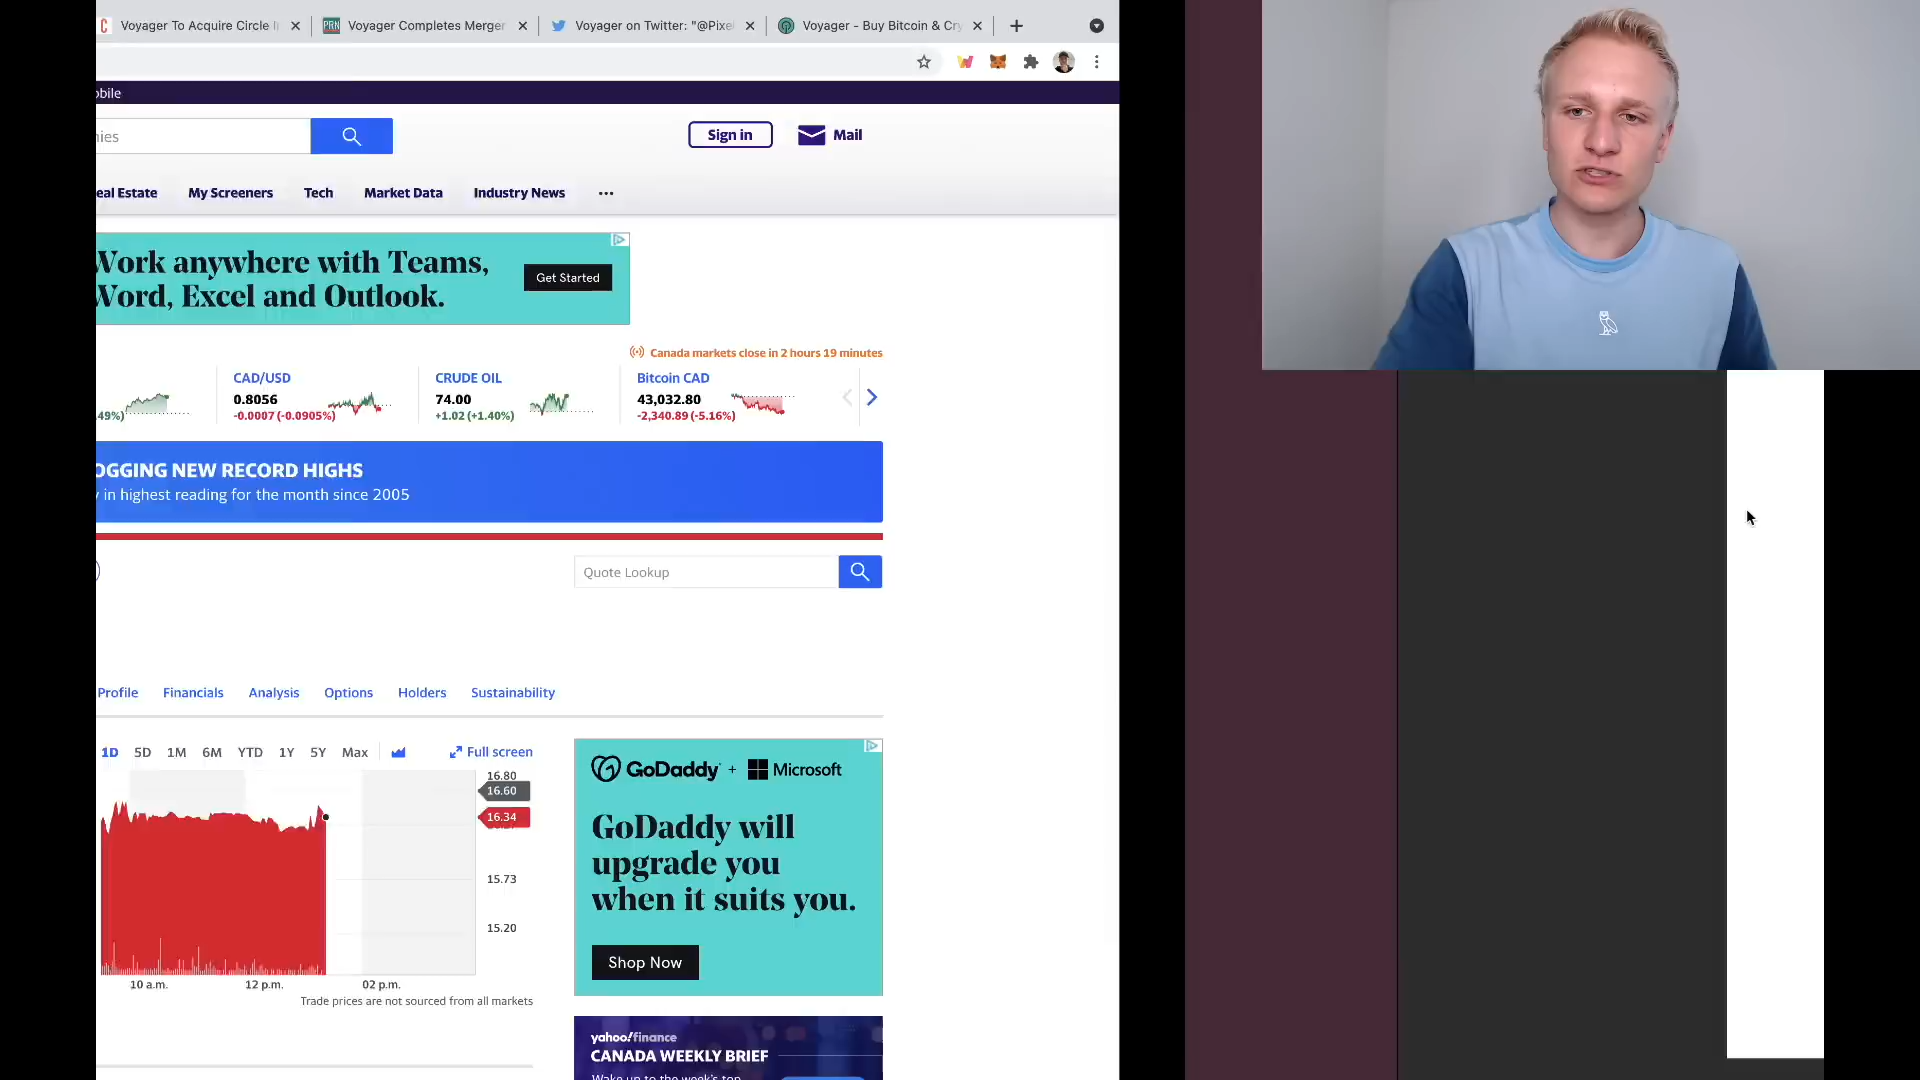 Voyager To Acquire Circle I
Voyager Completes Merger
Voyager on Twitter: "@Pixe
Voyager - Buy Bitcoin & Cry
obile
nies
Sign in
Mail
eal Estate
My Screeners
Tech
Market Data
Industry News
Work anywhere with Teams,
Word, Excel and Outlook.
Get Started
Canada markets close in 2 hours 19 minutes
CAD/USD
CRUDE OIL
Bitcoin CAD
0.8056
74.00
43,032.80
49%)
-0.0007 (-0.0905%)
+1.02 (+1.40%)
-2,340.89 (-5.16%)
OGGING NEW RECORD HIGHS
y in highest reading for the month since 2005
Quote Lookup
Profile
Financials
Analysis
Options
Holders
Sustainability
1D
5D
1M
6M
YTD
1Y
5Y
Max
Full screen
16.80
16.60
16.34
15.73
15.20
10 a.m.
12 p.m.
02 p.m.
Trade prices are not sourced from all markets
GoDaddy + Microsoft
GoDaddy will
upgrade you
when it suits you.
Shop Now
yahoo!finance
CANADA WEEKLY BRIEF
Wake up to the week's top